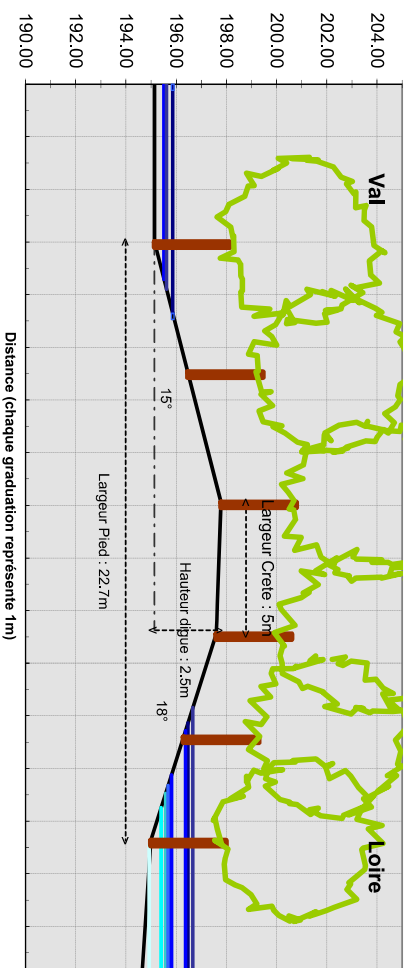 Val
Loire
204.00
202.00
200.00
198.00
196.00
194.00
192.00
190.00
Largeur Crete : 5m
Hauteur digue : 2.5m
15°
18°
Largeur Pied : 22.7m
Distance (chaque graduation représente 1m)